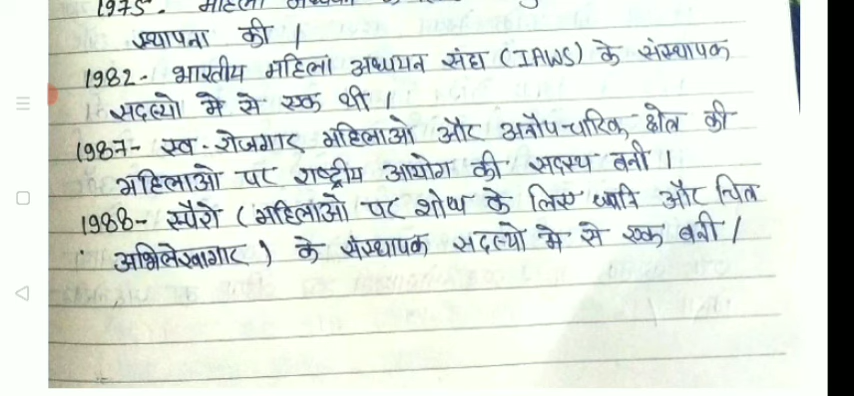 1975-
स्थापना की |
1982- भारतीय महिला अध्ययन संघ (IAWS) के संस्थापक
सदस्यो मे से एक थी |
1987- स्व-रोजगार महिलाओ और अनौपचारिक क्षेत्र की
महिलाओ पर राष्ट्रीय आयोग की सदस्य बनी |
1988- स्पैरो (महिलाओ पर शोध के लिए ध्वनि और चित्र
अभिलेखागार) के संस्थापक सदस्यो मे से एक बनी |